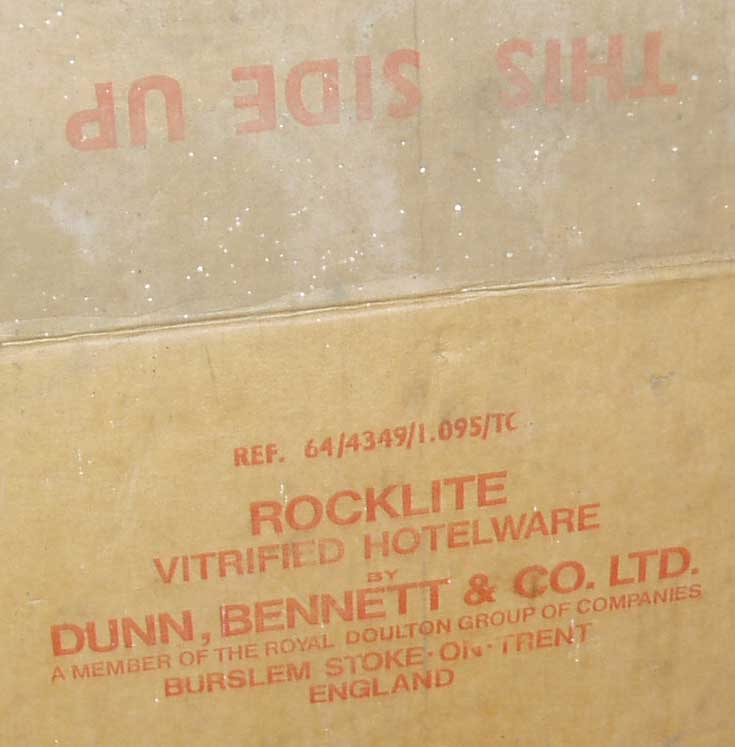 THIS SIDE UP
REF. 64/4349/1.095/TC
ROCKLITE
VITRIFIED HOTELWARE
BY
DUNN, BENNETT & CO. LTD.
A MEMBER OF THE ROYAL DOULTON GROUP OF COMPANIES
BURSLEM STOKE·ON·TRENT
ENGLAND